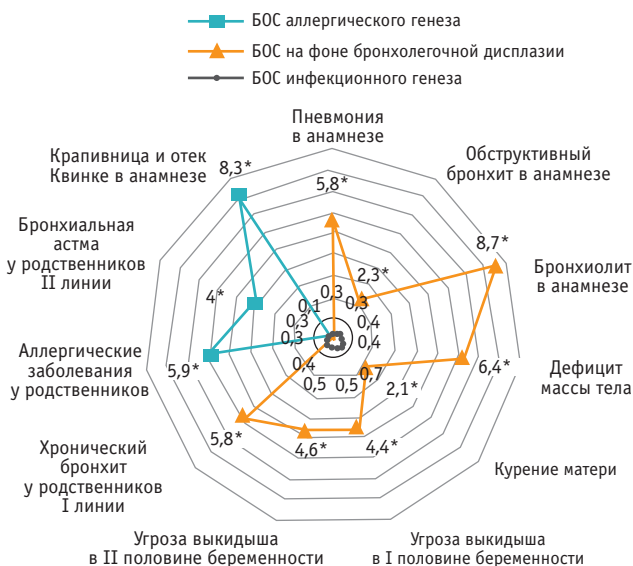 БОС аллергического генеза
БОС на фоне бронхолегочной дисплазии
БОС инфекционного генеза
Пневмония
в анамнезе
Обструктивный
бронхит в анамнезе
Бронхиолит
в анамнезе
Дефицит
массы тела
Курение матери
Угроза выкидыша
в I половине беременности
Угроза выкидыша
в II половине беременности
Хронический
бронхит
у родственников
I линии
Аллергические
заболевания
у родственников
Бронхиальная
астма
у родственников
II линии
Крапивница и отек
Квинке в анамнезе
8,3*
5,8*
8,7*
2,3*
4*
0,3
0,1
0,3
0,3
0,4
0,3
0,4
5,9*
0,4
0,7
6,4*
0,5
0,5
2,1*
5,8*
4,6*
4,4*